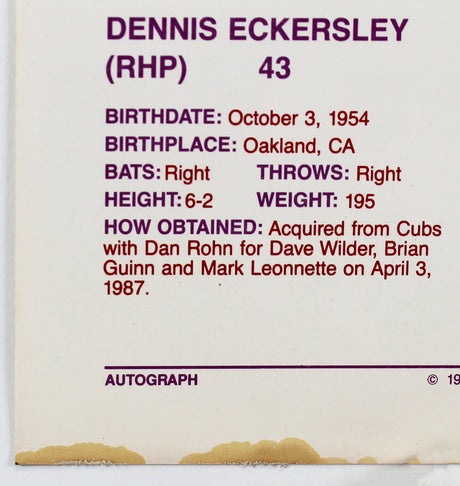 DENNIS ECKERSLEY
(RHP) 43
BIRTHDATE: October 3, 1954
BIRTHPLACE: Oakland, CA
BATS: Right THROWS: Right
HEIGHT: 6-2 WEIGHT: 195
HOW OBTAINED: Acquired from Cubs
with Dan Rohn for Dave Wilder, Brian
Guinn and Mark Leonnette on April 3,
1987.
AUTOGRAPH © 19